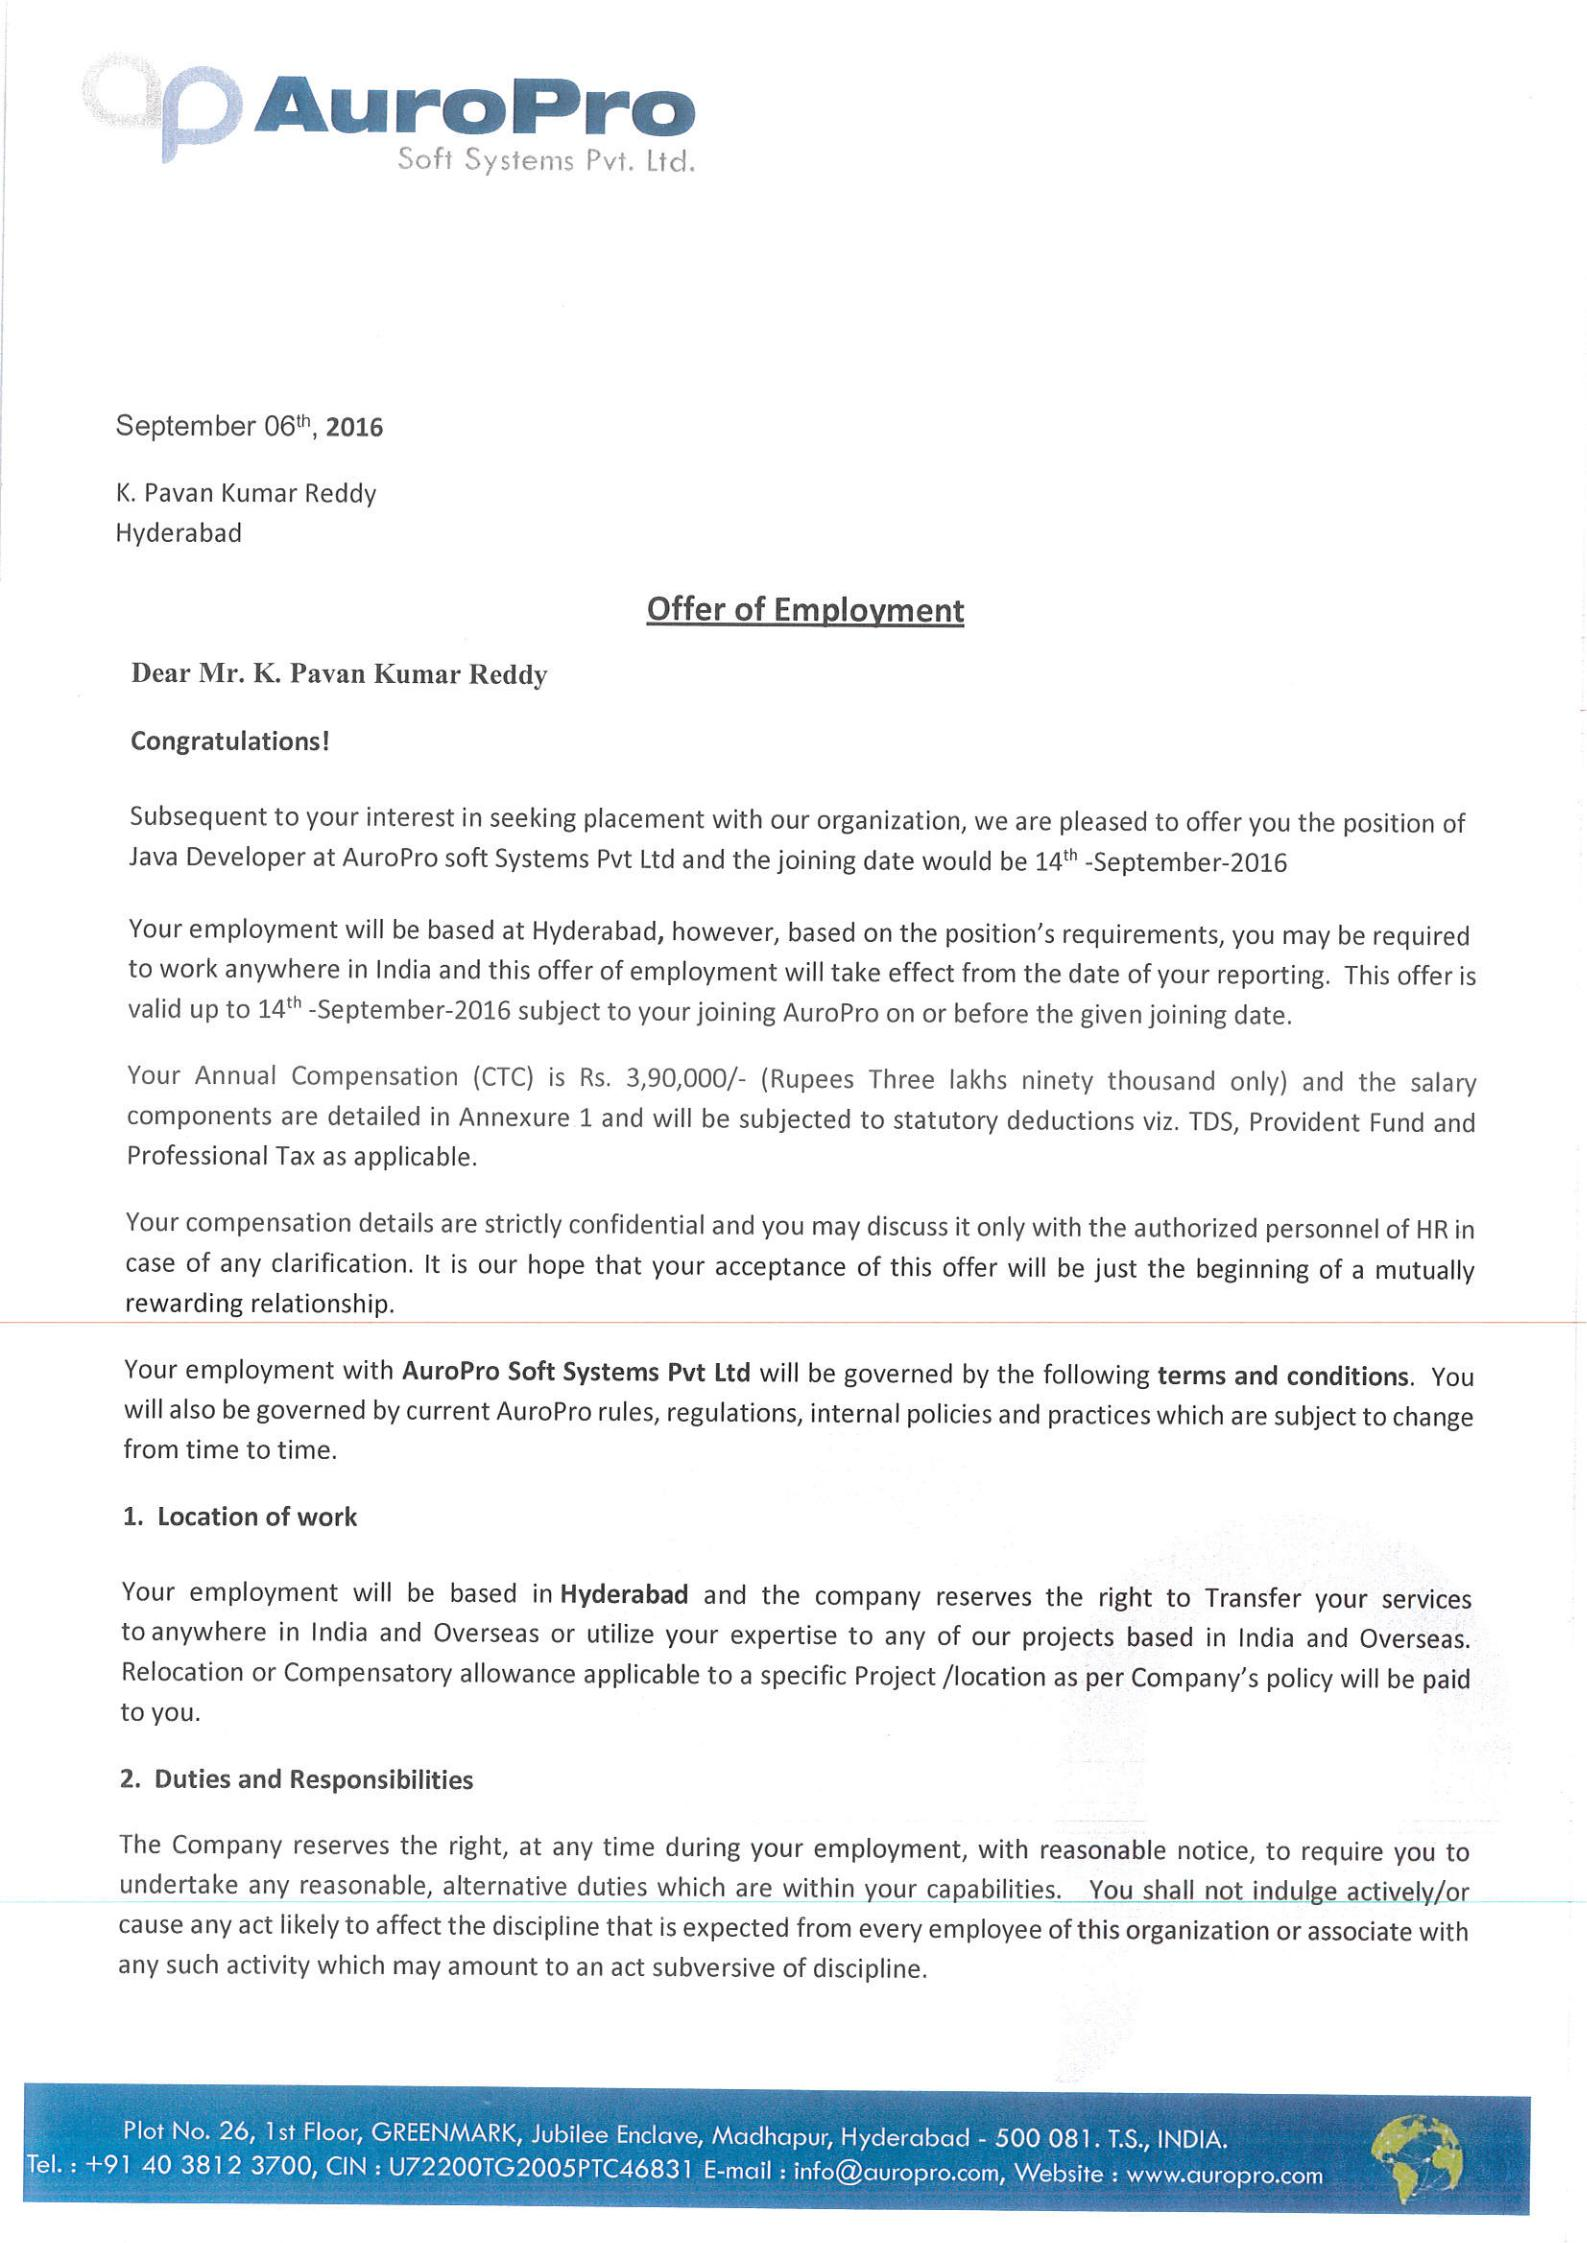 ap AuroPro
Soft Systems Pvt. Ltd.
September 06th, 2016
K. Pavan Kumar Reddy
Hyderabad
Offer of Employment
Dear Mr. K. Pavan Kumar Reddy
Congratulations!
Subsequent to your interest in seeking placement with our organization, we are pleased to offer you the position of
Java Developer at AuroPro soft Systems Pvt Ltd and the joining date would be 14th -September-2016
Your employment will be based at Hyderabad, however, based on the position's requirements, you may be required
to work anywhere in India and this offer of employment will take effect from the date of your reporting. This offer is
valid up to 14th -September-2016 subject to your joining AuroPro on or before the given joining date.
Your Annual Compensation (CTC) is Rs. 3,90,000/- (Rupees Three lakhs ninety thousand only) and the salary
components are detailed in Annexure 1 and will be subjected to statutory deductions viz. TDS, Provident Fund and
Professional Tax as applicable.
Your compensation details are strictly confidential and you may discuss it only with the authorized personnel of HR in
case of any clarification. It is our hope that your acceptance of this offer will be just the beginning of a mutually
rewarding relationship.
Your employment with AuroPro Soft Systems Pvt Ltd will be governed by the following terms and conditions. You
will also be governed by current AuroPro rules, regulations, internal policies and practices which are subject to change
from time to time.
1. Location of work
Your employment will be based in Hyderabad and the company reserves the right to Transfer your services
to anywhere in India and Overseas or utilize your expertise to any of our projects based in India and Overseas.
Relocation or Compensatory allowance applicable to a specific Project /location as per Company's policy will be paid
to you.
2. Duties and Responsibilities
The Company reserves the right, at any time during your employment, with reasonable notice, to require you to
undertake any reasonable, alternative duties which are within your capabilities. You shall not indulge actively/or
cause any act likely to affect the discipline that is expected from every employee of this organization or associate with
any such activity which may amount to an act subversive of discipline.
Plot No. 26, 1st Floor, GREENMARK, Jubilee Enclave, Madhapur, Hyderabad - 500 081. T.S., INDIA.
Tel. : +91 40 3812 3700, CIN : U72200TG2005PTC46831 E-mail : info@auropro.com, Website : www.auropro.com